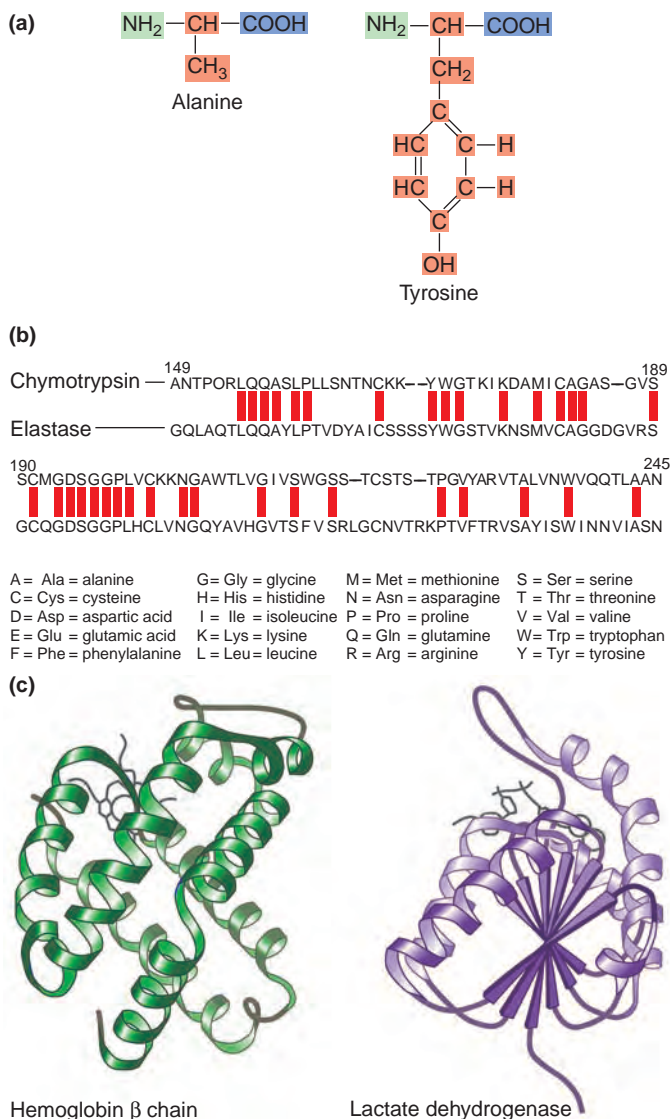 (a)
NH2 CH COOH
CH3
Alanine
NH2 CH COOH
CH2
C
HC C H
HC C H
C
OH
Tyrosine
(b)
149 189
Chymotrypsin — ANTPORLQQASLPLLSNTNCKK--YWGTKIKDAMICAGAS-GVS
Elastase GQLAQTLQQAYLPTVDYAICSSSSYWGSTVKNSMVCAGGDGVRS
190 245
SCMGDSGGPLVCKKNGAWTLVGIVSWGSS-TCSTS-TPGVYARVTALVNWVQQTLAAN
GCQGDSGGPLHCLVNGQYAVHGVTSFVSRLGCNVTRKPTVFTRVSAYISWINNVIASN
A = Ala = alanine
C = Cys = cysteine
D = Asp = aspartic acid
E = Glu = glutamic acid
F = Phe = phenylalanine
G = Gly = glycine
H = His = histidine
I = Ile = isoleucine
K = Lys = lysine
L = Leu = leucine
M = Met = methionine
N = Asn = asparagine
P = Pro = proline
Q = Gln = glutamine
R = Arg = arginine
S = Ser = serine
T = Thr = threonine
V = Val = valine
W = Trp = tryptophan
Y = Tyr = tyrosine
(c)
Hemoglobin β chain
Lactate dehydrogenase